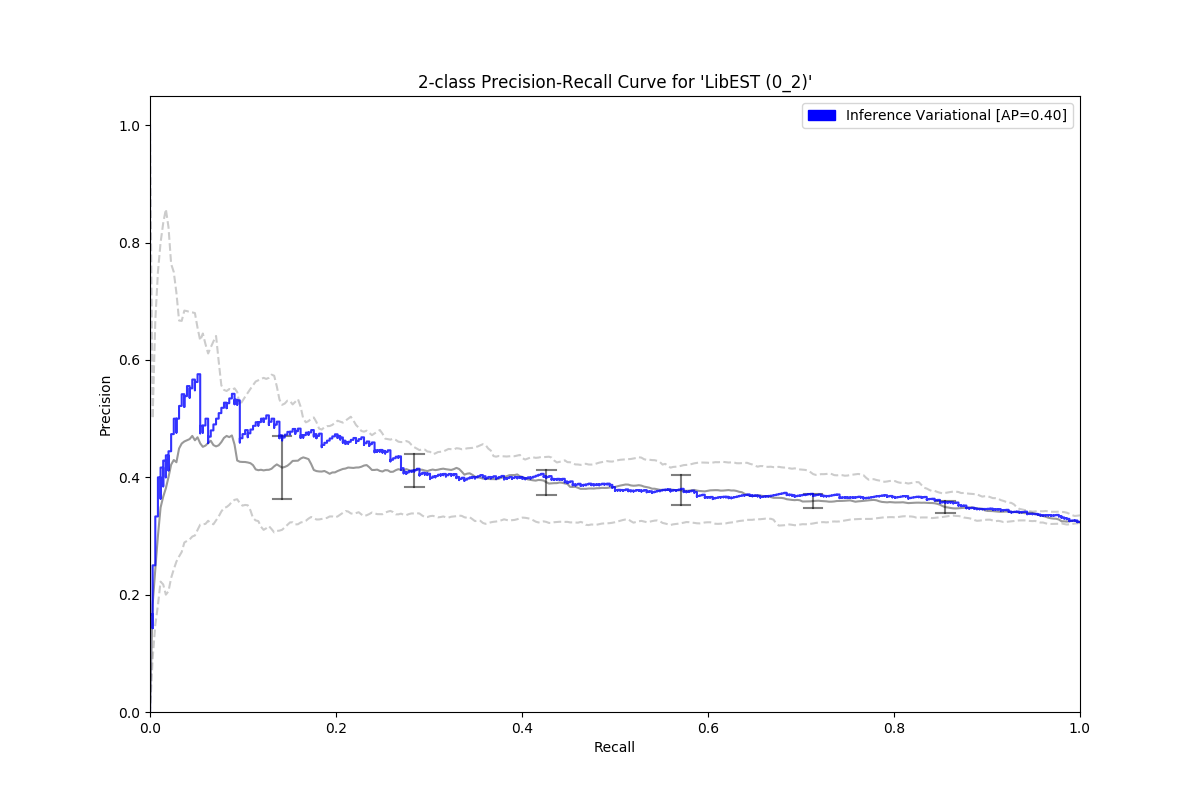 2-class Precision-Recall Curve for 'LibEST (0_2)'
Inference Variational [AP=0.40]
1.0
0.8
0.6
0.4
0.2
0.0
Precision
0.0 0.2 0.4 0.6 0.8 1.0
Recall